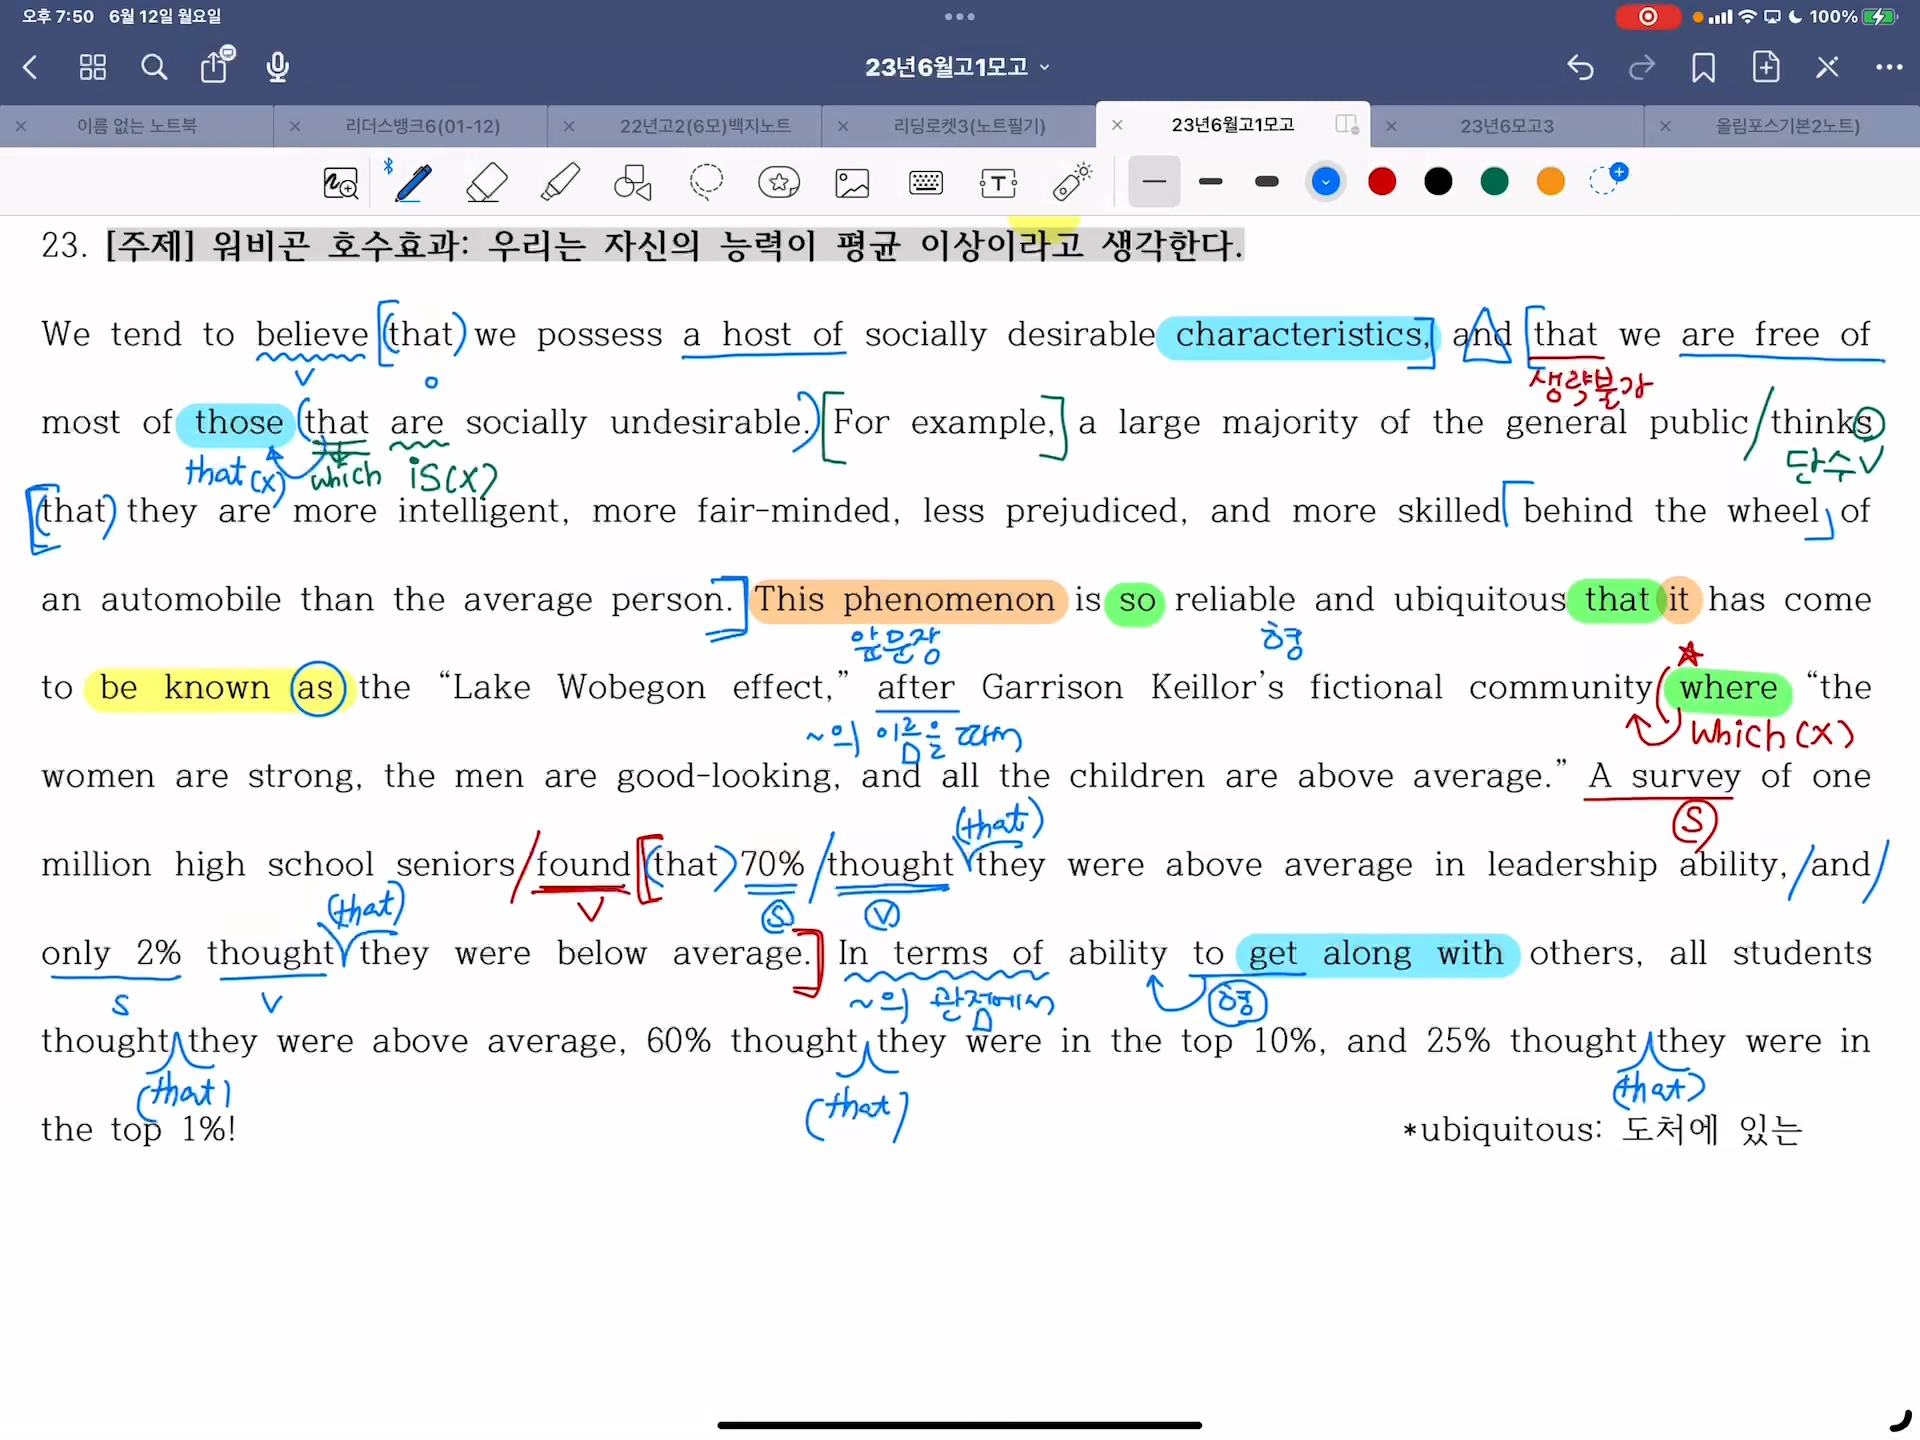 오후 7:50 6월 12일 월요일
100%
23년6월고1모고
이름 없는 노트북
리더스뱅크6(01-12)
22년고2(6모)백지노트
리딩로켓3(노트필기)
23년6월고1모고
23년6모고3
올림포스기본2노트)
23. [주제] 워비곤 호수효과: 우리는 자신의 능력이 평균 이상이라고 생각한다.
We tend to believe (that) we possess a host of socially desirable characteristics, and that we are free of
V o 생략불가
most of those (that are socially undesirable.) [For example,] a large majority of the general public / thinks
that(x) which is(x) 단수V
(that) they are more intelligent, more fair-minded, less prejudiced, and more skilled behind the wheel of
an automobile than the average person. This phenomenon is so reliable and ubiquitous that it has come
앞문장 형
to be known as the “Lake Wobegon effect,” after Garrison Keillor’s fictional community (where “the
~의 이름을 따서 which(x)
women are strong, the men are good-looking, and all the children are above average.” A survey of one
(that) S
million high school seniors / found [(that) 70% / thought they were above average in leadership ability, /and/
(that) V S V
only 2% thought they were below average.] In terms of ability to get along with others, all students
S V ~의 관점에서 형
thought they were above average, 60% thought they were in the top 10%, and 25% thought they were in
(that) (that) (that)
the top 1%! *ubiquitous: 도처에 있는